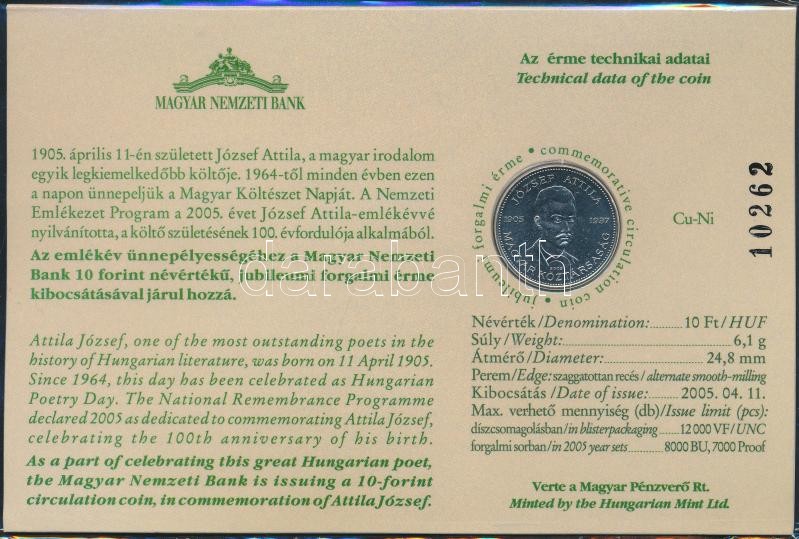 MAGYAR NEMZETI BANK
1905. április 11-én született József Attila, a magyar irodalom
egyik legkiemelkedőbb költője. 1964-től minden évben ezen
a napon ünnepeljük a Magyar Költészet Napját. A Nemzeti
Emlékezet Program a 2005. évet József Attila-emlékévvé
nyilvánította, a költő születésének 100. évfordulója alkalmából.
Az emlékév ünnepélyességéhez a Magyar Nemzeti
Bank 10 forint névértékű, jubileumi forgalmi érme
kibocsátásával járul hozzá.
Attila József, one of the most outstanding poets in the
history of Hungarian literature, was born on 11 April 1905.
Since 1964, this day has been celebrated as Hungarian
Poetry Day. The National Remembrance Programme
declared 2005 as dedicated to commemorating Attila József,
celebrating the 100th anniversary of his birth.
As a part of celebrating this great Hungarian poet,
the Magyar Nemzeti Bank is issuing a 10-forint
circulation coin, in commemoration of Attila József.
Az érme technikai adatai
Technical data of the coin
jubileumi forgalmi érme • commemorative circulation coin •
JÓZSEF ATTILA
1905 1937
MAGYAR KÖZTÁRSASÁG
Cu-Ni
10262
Névérték/Denomination:.......10 Ft/HUF
Súly/Weight:.......6,1 g
Átmérő/Diameter:.......24,8 mm
Perem/Edge: szaggatottan recés/alternate smooth-milling
Kibocsátás/Date of issue:.......2005. 04. 11.
Max. verhető mennyiség (db)/Issue limit (pcs):
díszcsomagolásban/in blisterpackaging.......12 000 VF/UNC
forgalmi sorban/in 2005 year sets.......8000 BU, 7000 Proof
Verte a Magyar Pénzverő Rt.
Minted by the Hungarian Mint Ltd.
darabanth